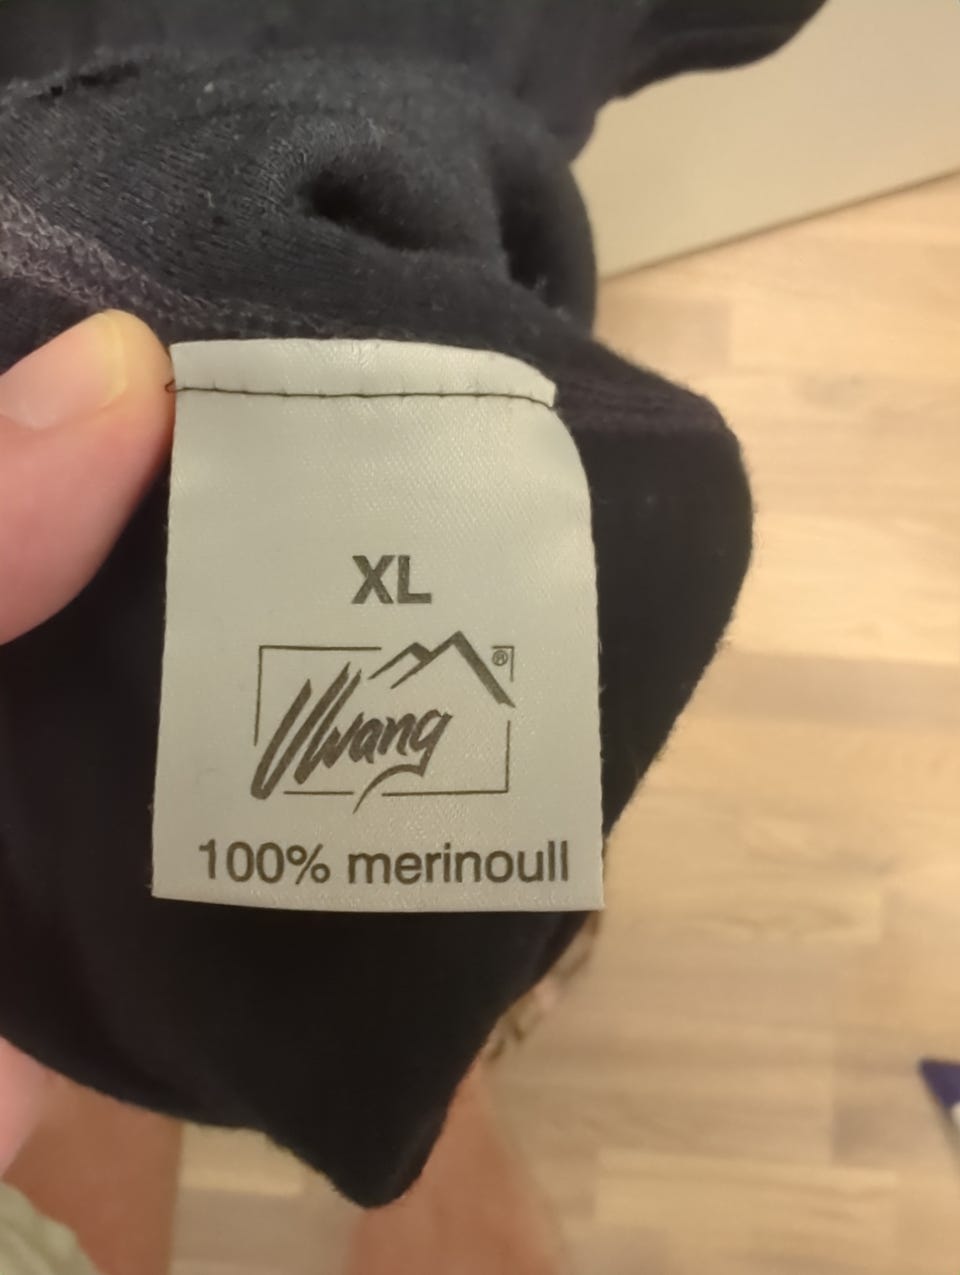 XL
®
Ulvang
100% merinoull